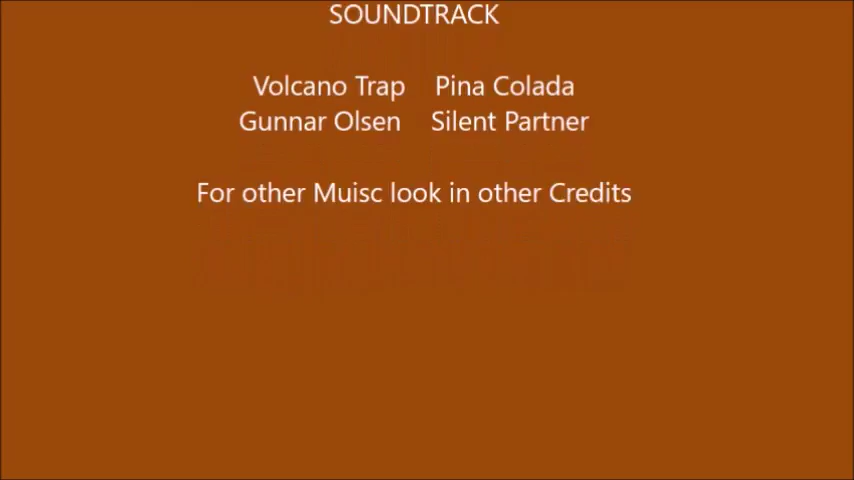 SOUNDTRACK
Volcano Trap Pina Colada
Gunnar Olsen Silent Partner
For other Muisc look in other Credits